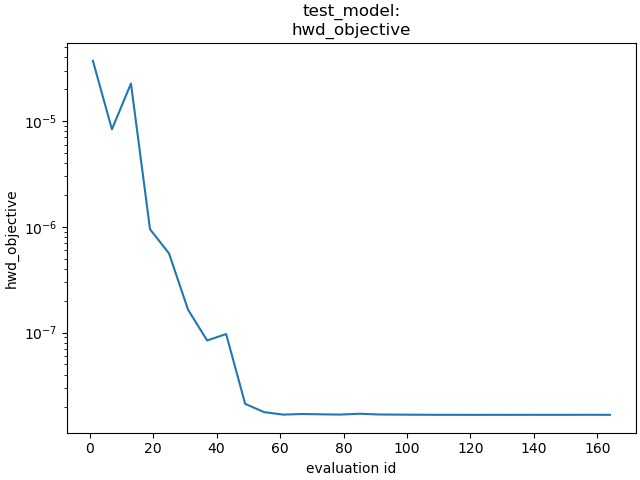 test_model:
hwd_objective
hwd_objective
10⁻⁵
10⁻⁶
10⁻⁷
0 20 40 60 80 100 120 140 160
evaluation id